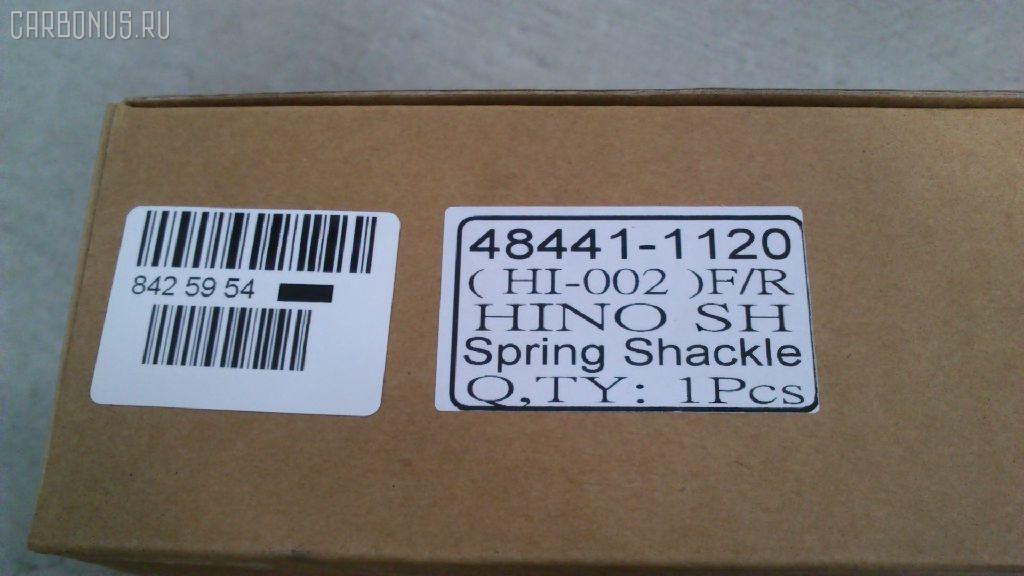 CARBONUS.RU
842 59 54
48441-1120
( HI-002 )F/R
HINO SH
Spring Shackle
Q,TY: 1Pcs